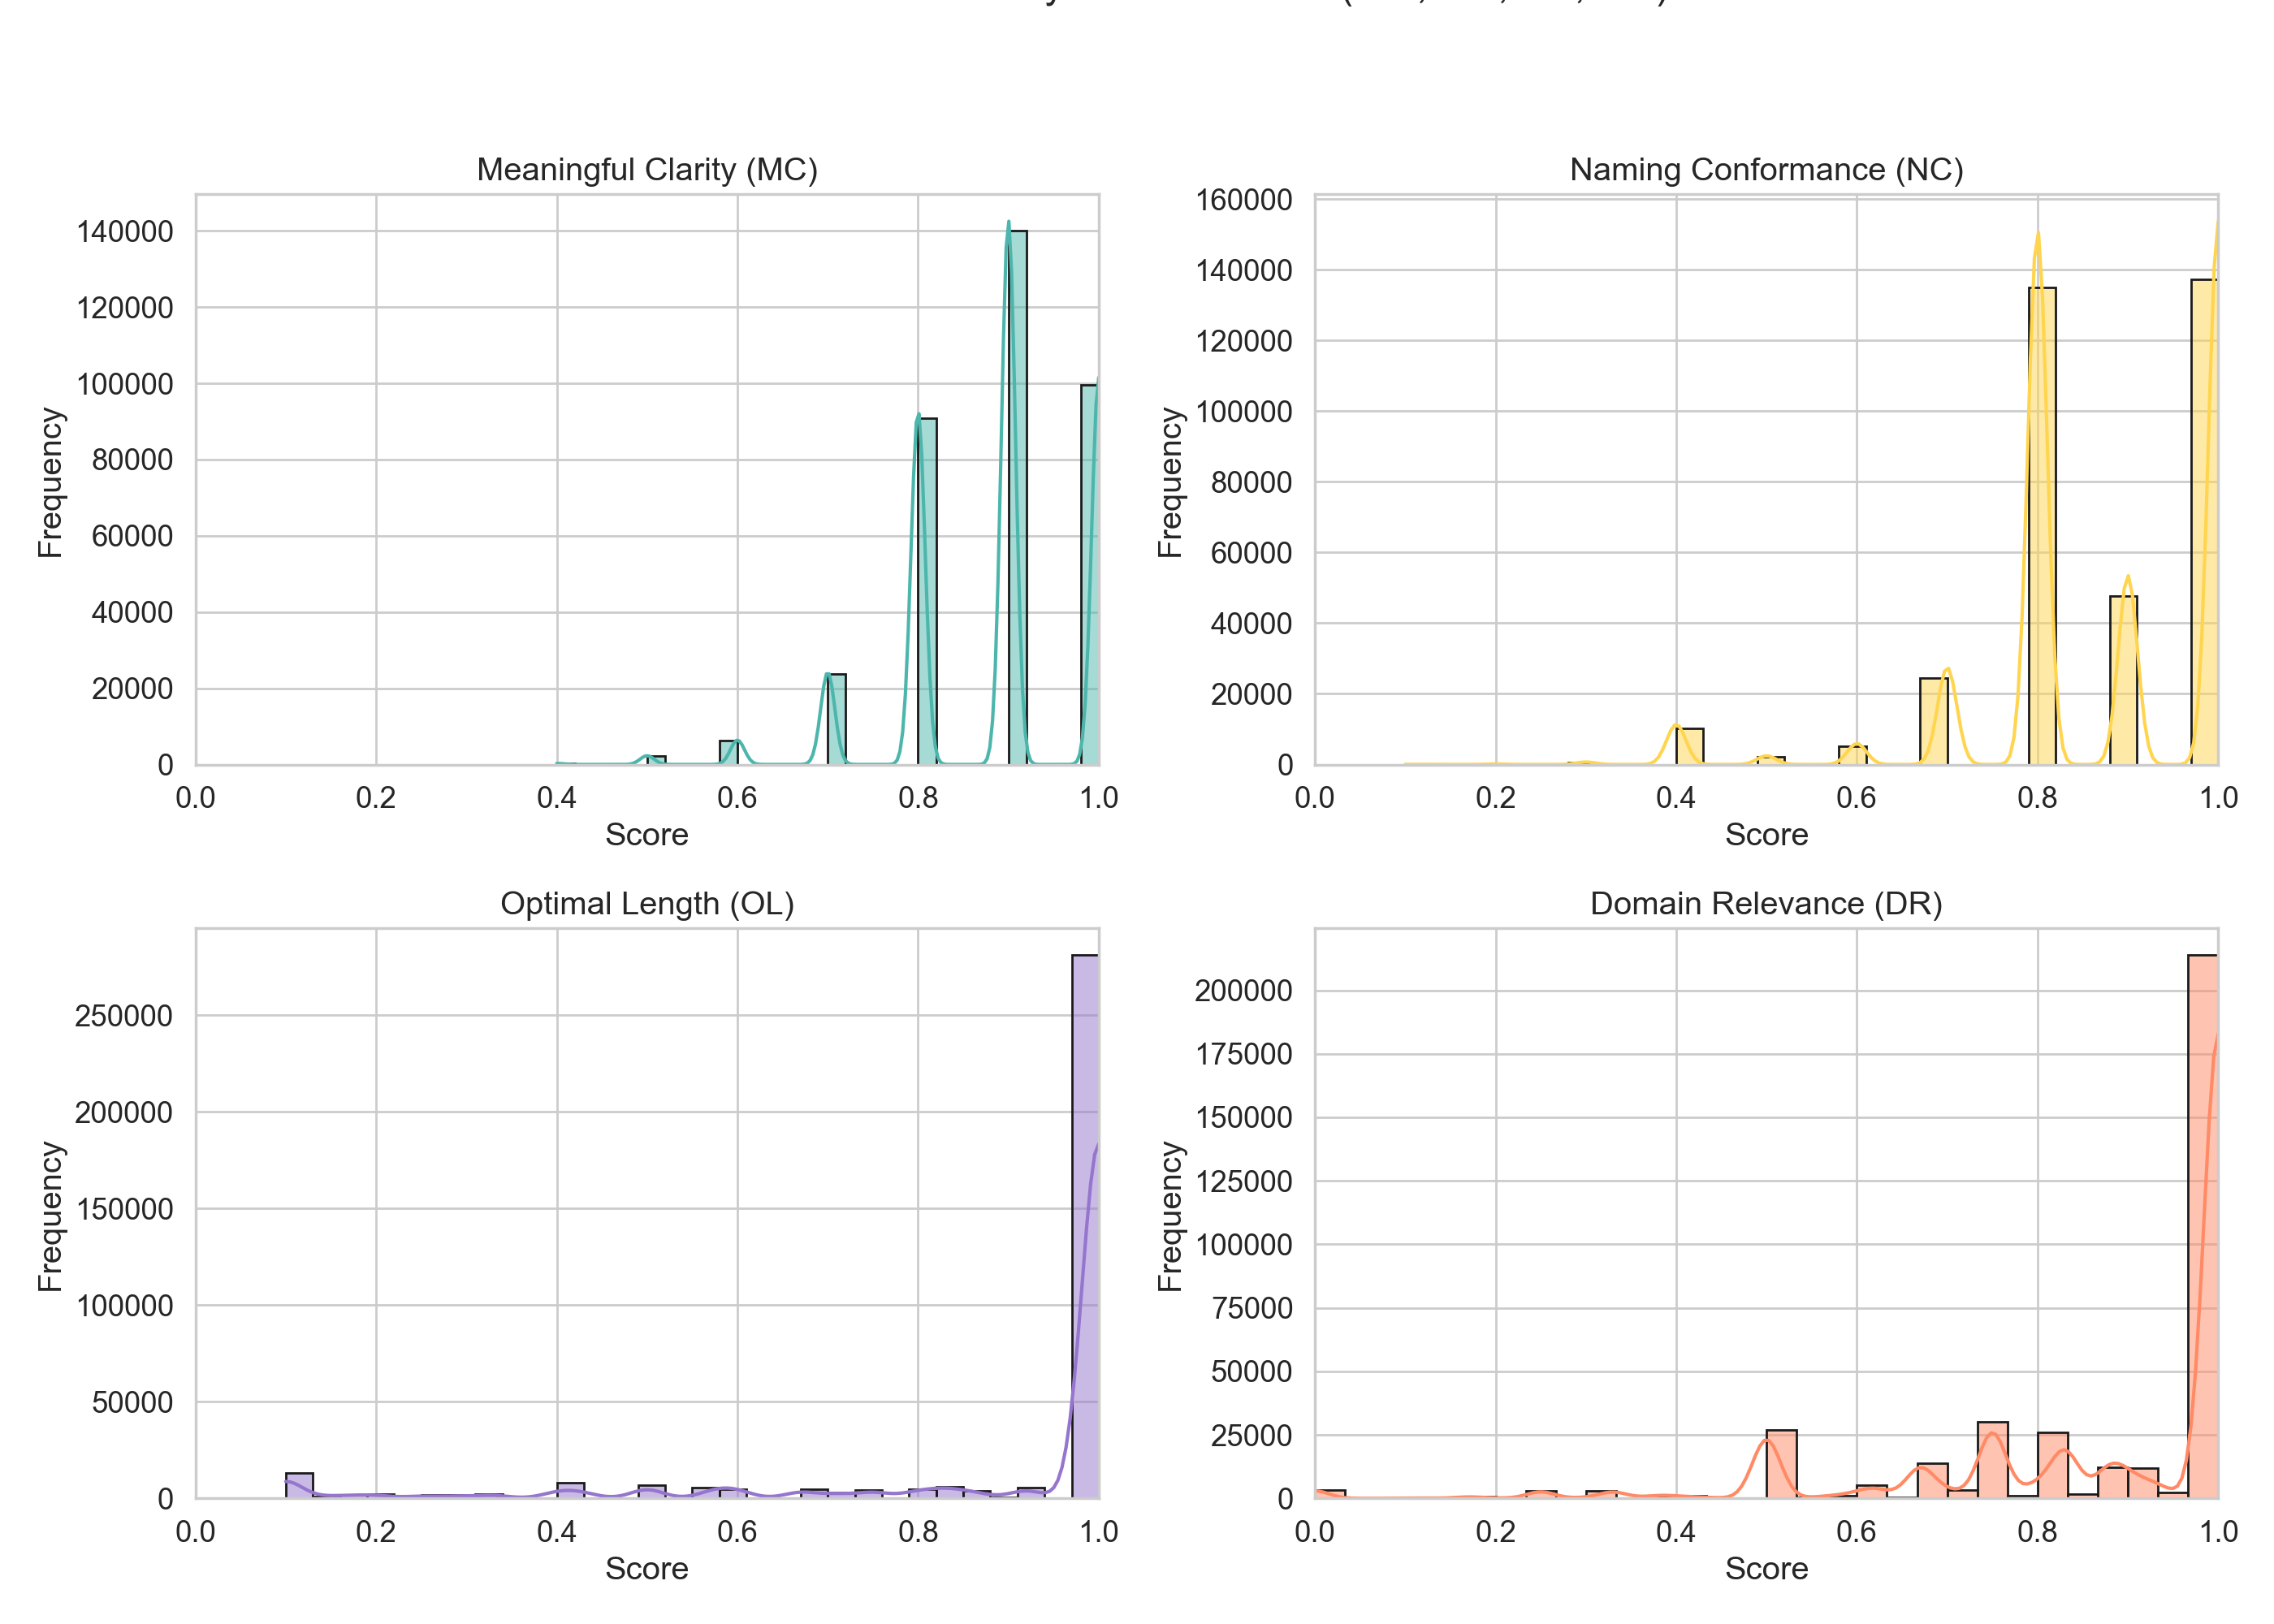 Meaningful Clarity (MC)
140000
120000
100000
80000
60000
40000
20000
0
Frequency
0.0 0.2 0.4 0.6 0.8 1.0
Score
Naming Conformance (NC)
160000
140000
120000
100000
80000
60000
40000
20000
0
Frequency
0.0 0.2 0.4 0.6 0.8 1.0
Score
Optimal Length (OL)
250000
200000
150000
100000
50000
0
Frequency
0.0 0.2 0.4 0.6 0.8 1.0
Score
Domain Relevance (DR)
200000
175000
150000
125000
100000
75000
50000
25000
0
Frequency
0.0 0.2 0.4 0.6 0.8 1.0
Score